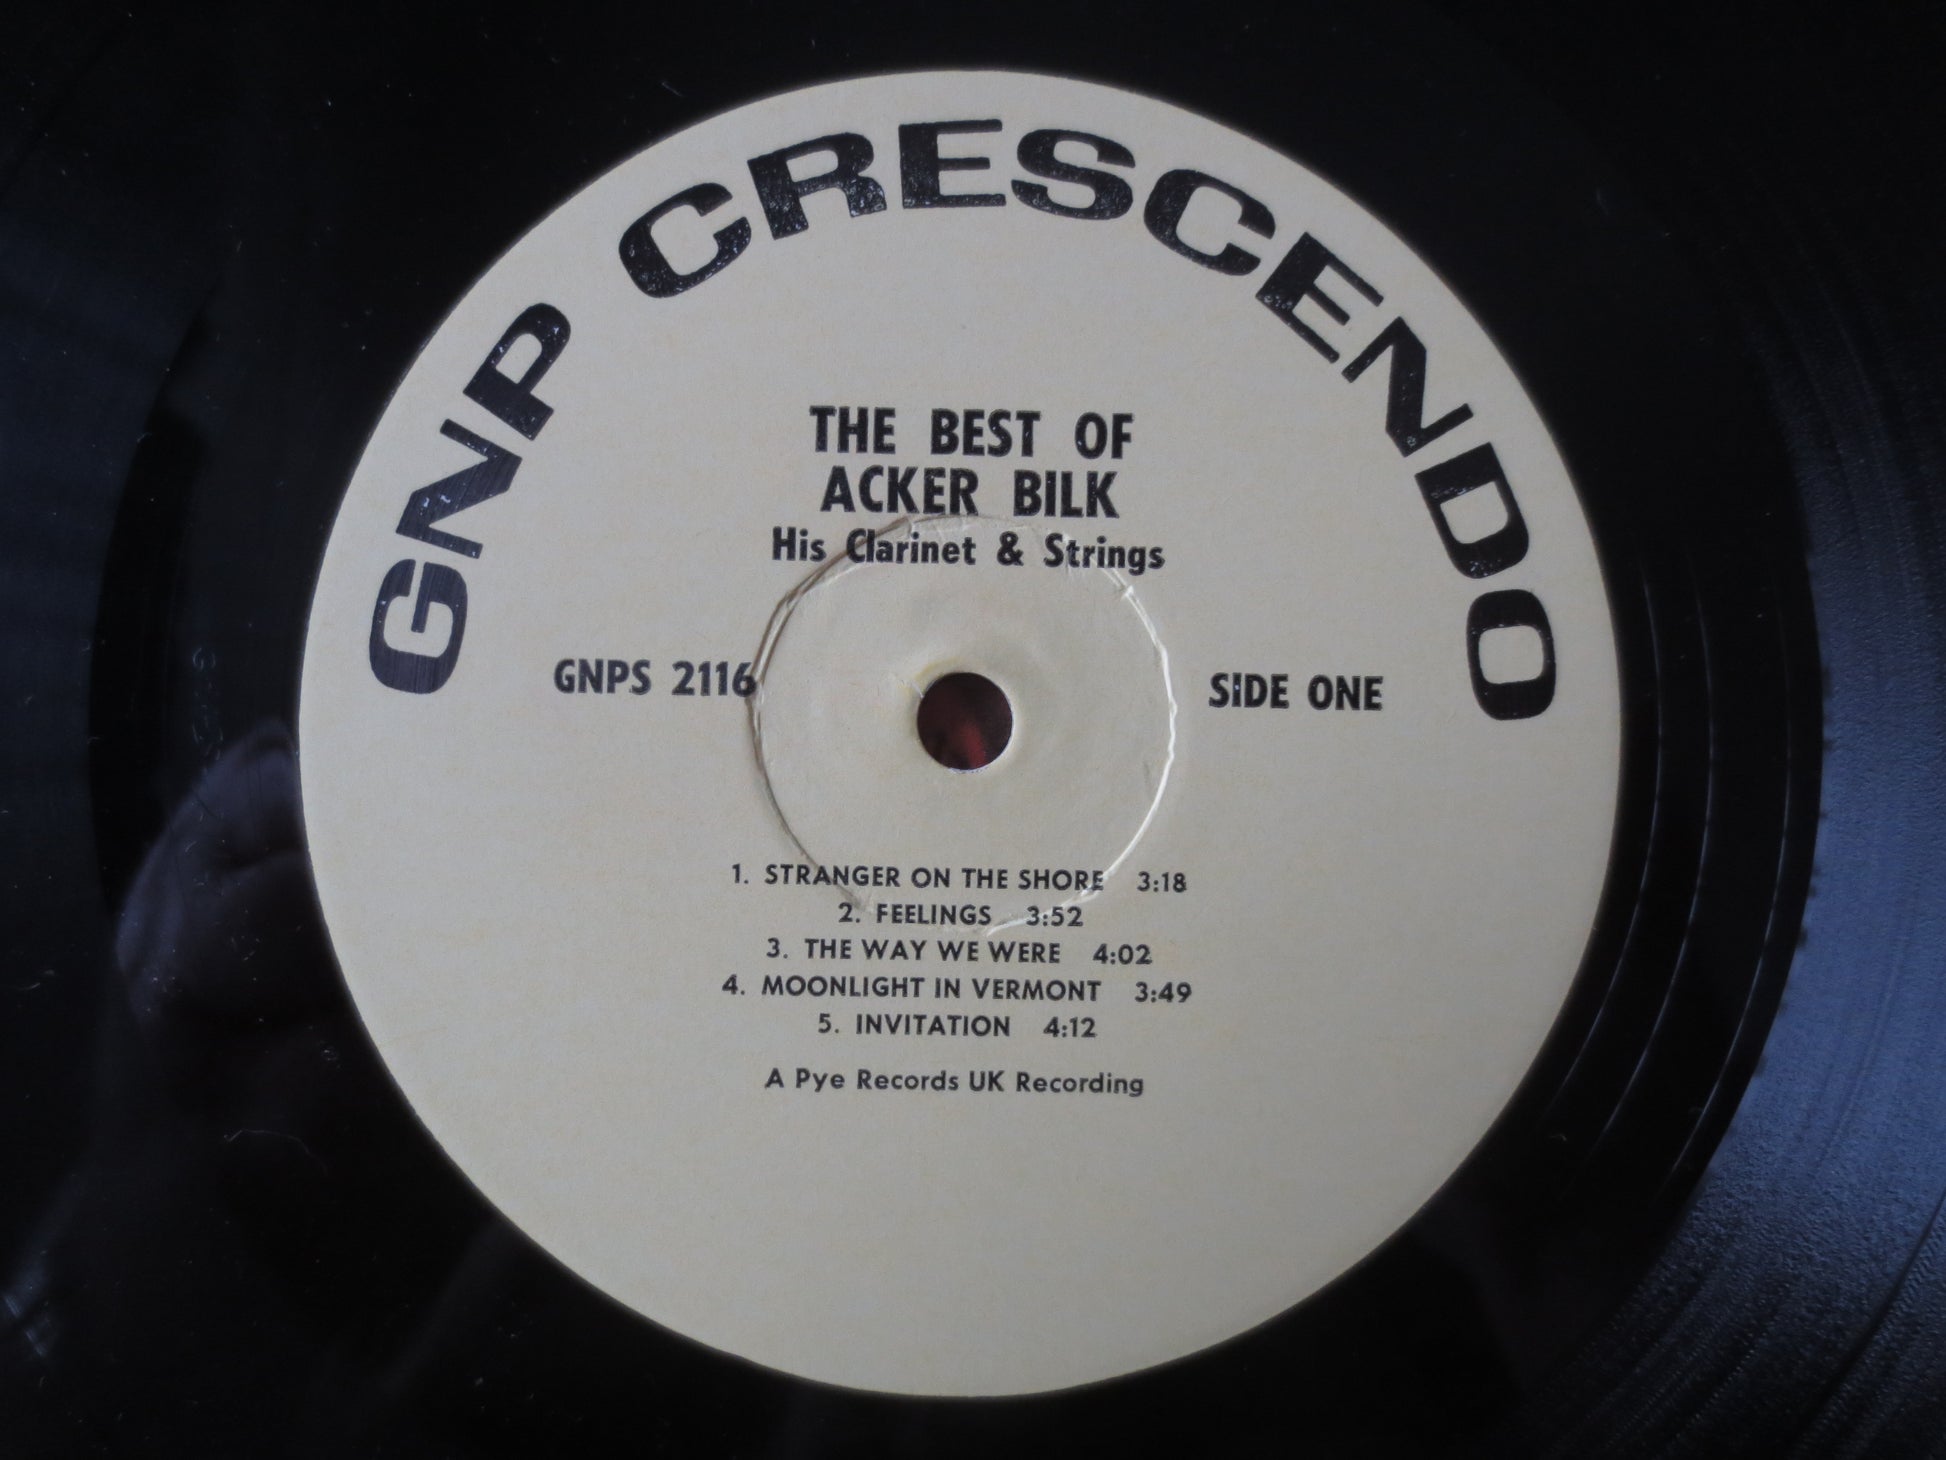 GNP CRESCENDO
THE BEST OF
ACKER BILK
His Clarinet & Strings
GNPS 2116
SIDE ONE
1. STRANGER ON THE SHORE 3:18
2. FEELINGS 3:52
3. THE WAY WE WERE 4:02
4. MOONLIGHT IN VERMONT 3:49
5. INVITATION 4:12
A Pye Records UK Recording